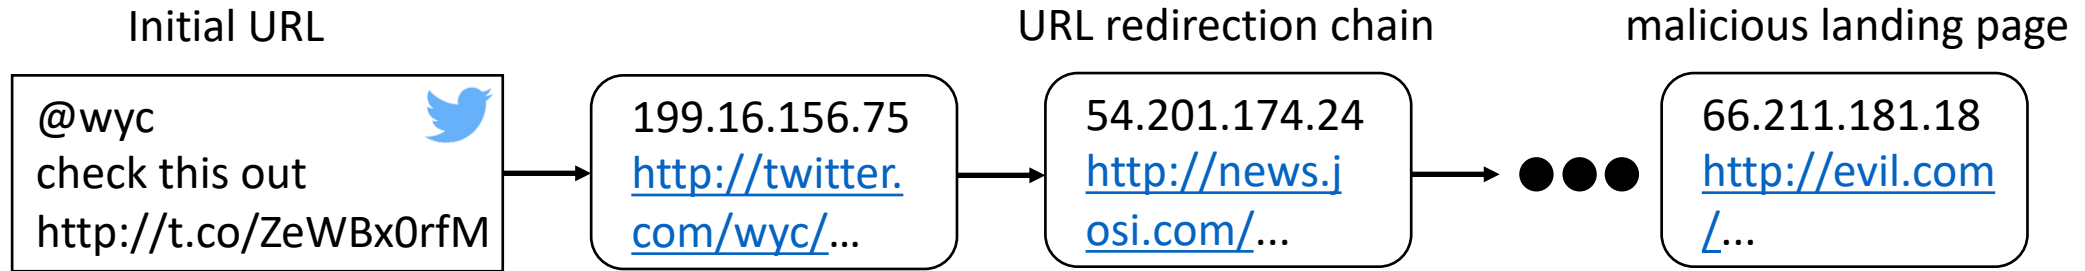 Initial URL
URL redirection chain
malicious landing page
@wyc
check this out
http://t.co/ZeWBx0rfM
199.16.156.75
http://twitter.
com/wyc/...
54.201.174.24
http://news.j
osi.com/...
66.211.181.18
http://evil.com
/...